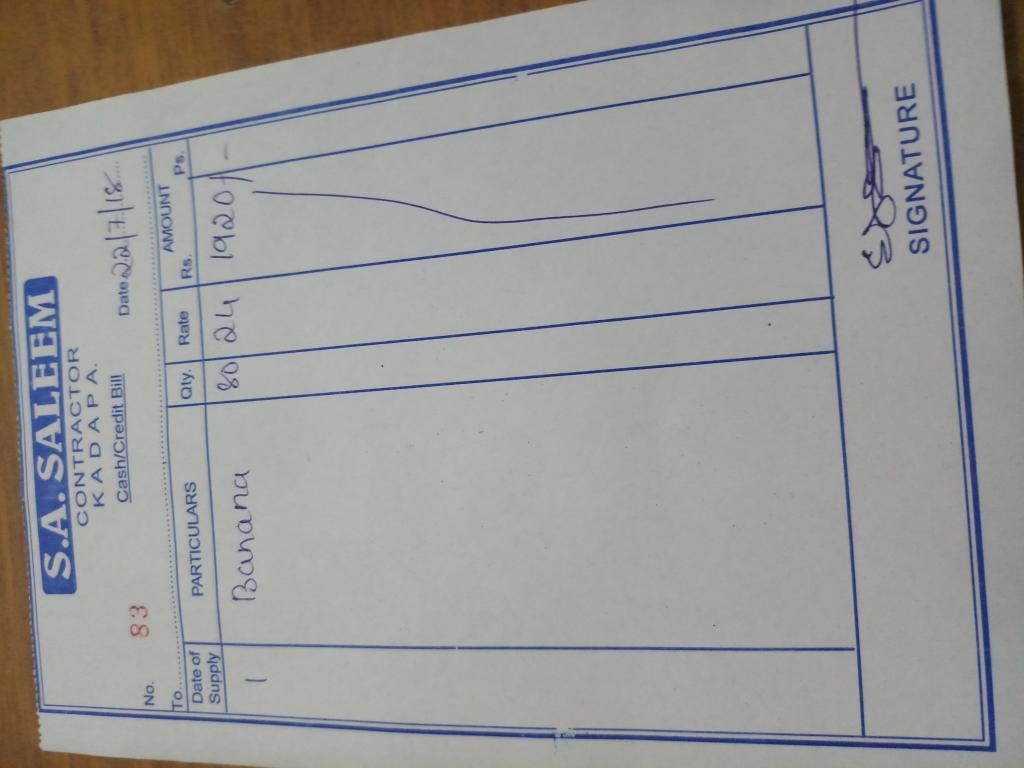 S.A.SALEEM
CONTRACTOR
KADAPA.
Cash/Credit Bill
No. 83 Date 22/7/18
To
Date of Supply PARTICULARS Qty. Rate AMOUNT Rs. Ps.
1 Banana 80 24 1920/-
SIGNATURE